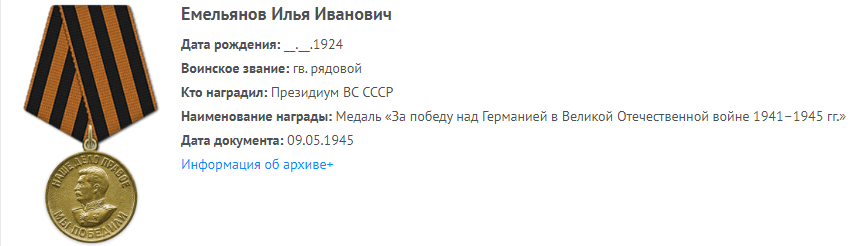 Емельянов Илья Иванович
Дата рождения: __.__.1924
Воинское звание: гв. рядовой
Кто наградил: Президиум ВС СССР
Наименование награды: Медаль «За победу над Германией в Великой Отечественной войне 1941–1945 гг.»
Дата документа: 09.05.1945
Информация об архиве+
НАШЕ ДЕЛО ПРАВОЕ
МЫ ПОБЕДИЛИ